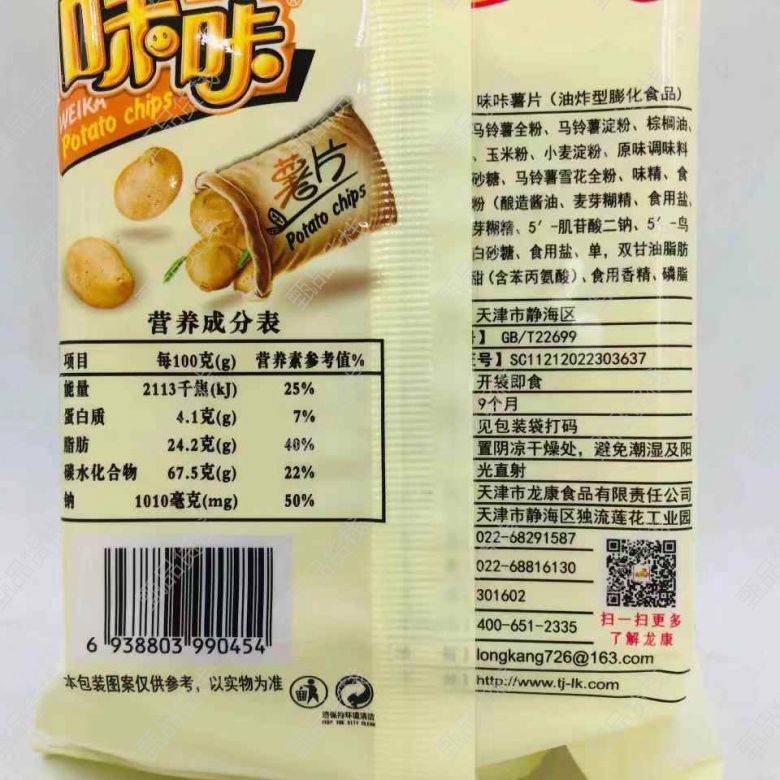 味咔
WEIKA
Potato chips
薯片
Potato chips
营养成分表
项目 每100克(g) 营养素参考值%
能量 2113千焦(kJ) 25%
蛋白质 4.1克(g) 7%
脂肪 24.2克(g) 40%
碳水化合物 67.5克(g) 22%
钠 1010毫克(mg) 50%
6 938803 990454
本包装图案仅供参考，以实物为准
请保持环境清洁
KEEP THE CITY CLEAN
味咔薯片（油炸型膨化食品）
马铃薯全粉、马铃薯淀粉、棕榈油、
、玉米粉、小麦淀粉、原味调味料
砂糖、马铃薯雪花全粉、味精、食
粉（酿造酱油、麦芽糊精、食用盐、
芽糊精、5′-肌苷酸二钠、5′-鸟
白砂糖、食用盐、单，双甘油脂肪
甜（含苯丙氨酸）、食用香精、磷脂
天津市静海区
】 GB/T22699
证号】SC11212022303637
开袋即食
9个月
见包装袋打码
置阴凉干燥处，避免潮湿及阳
光直射
天津市龙康食品有限责任公司
天津市静海区独流莲花工业园
022-68291587
022-68816130
301602
400-651-2335
longkang726@163.com
http://www.tj-lk.com
扫一扫更多
了解龙康